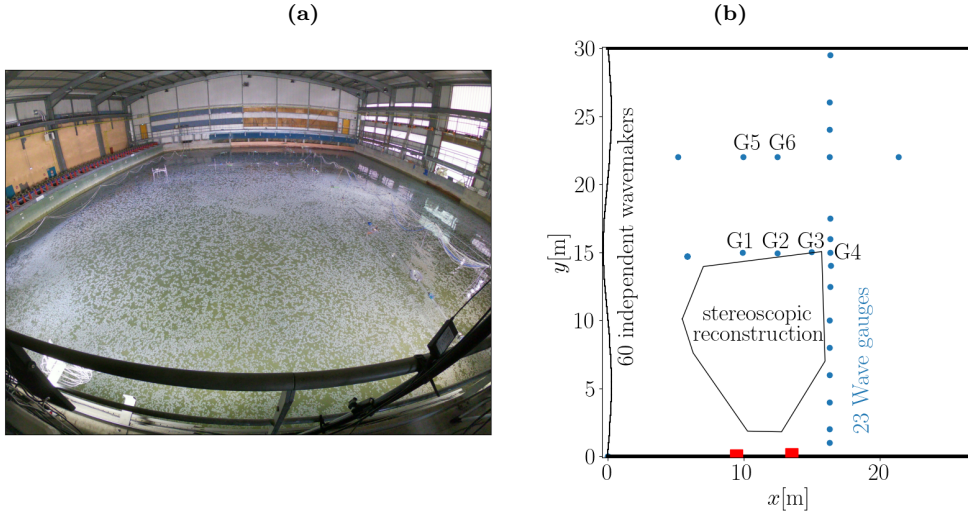 (a)
(b)
30
25
20
15
10
5
0
y[m]
60 independent wavemakers
G5 G6
G1 G2 G3
G4
stereoscopic
reconstruction
23 Wave gauges
0 10 20
x[m]